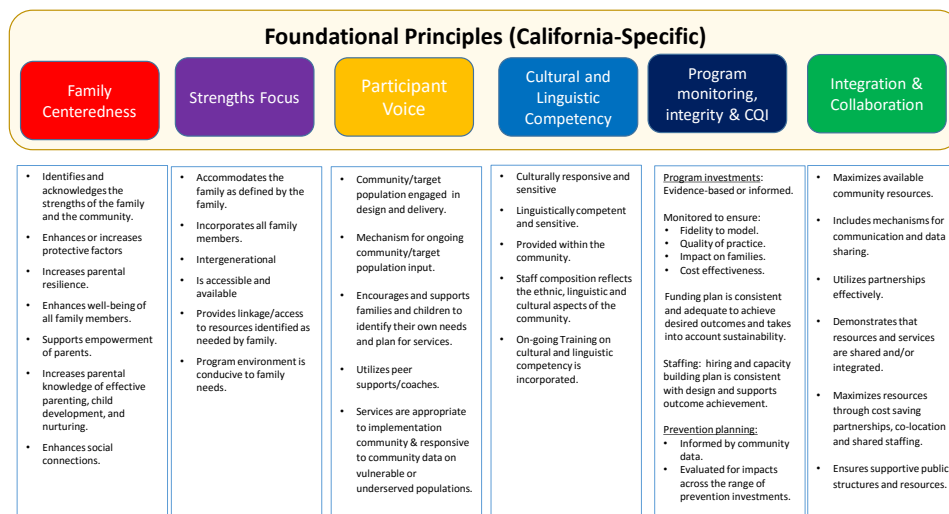 Foundational Principles (California-Specific)
Family
Centeredness
Strengths Focus
Participant
Voice
Cultural and
Linguistic
Competency
Program
monitoring,
integrity & CQI
Integration &
Collaboration
• Identifies and
acknowledges the
strengths of the family
and the community.
• Enhances or increases
protective factors
• Increases parental
resilience.
• Enhances well-being of
all family members.
• Supports empowerment
of parents.
• Increases parental
knowledge of effective
parenting, child
development, and
nurturing.
• Enhances social
connections.
• Accommodates the
family as defined by the
family.
• Incorporates all family
members.
• Intergenerational
• Is accessible and
available
• Provides linkage/access
to resources identified as
needed by family.
• Program environment is
conducive to family
needs.
• Community/target
population engaged in
design and delivery.
• Mechanism for ongoing
community/target
population input.
• Encourages and supports
families and children to
identify their own needs
and plan for services.
• Utilizes peer
supports/coaches.
• Services are appropriate
to implementation
community & responsive
to community data on
vulnerable or
underserved populations.
• Culturally responsive and
sensitive
• Linguistically competent
and sensitive.
• Provided within the
community.
• Staff composition reflects
the ethnic, linguistic and
cultural aspects of the
community.
• On-going Training on
cultural and linguistic
competency is
incorporated.
Program investments:
Evidence-based or informed.
Monitored to ensure:
• Fidelity to model.
• Quality of practice.
• Impact on families.
• Cost effectiveness.
Funding plan is consistent
and adequate to achieve
desired outcomes and takes
into account sustainability.
Staffing: hiring and capacity
building plan is consistent
with design and supports
outcome achievement.
Prevention planning:
• Informed by community
data.
• Evaluated for impacts
across the range of
prevention investments.
• Maximizes available
community resources.
• Includes mechanisms for
communication and data
sharing.
• Utilizes partnerships
effectively.
• Demonstrates that
resources and services
are shared and/or
integrated.
• Maximizes resources
through cost saving
partnerships, co-location
and shared staffing.
• Ensures supportive public
structures and resources.